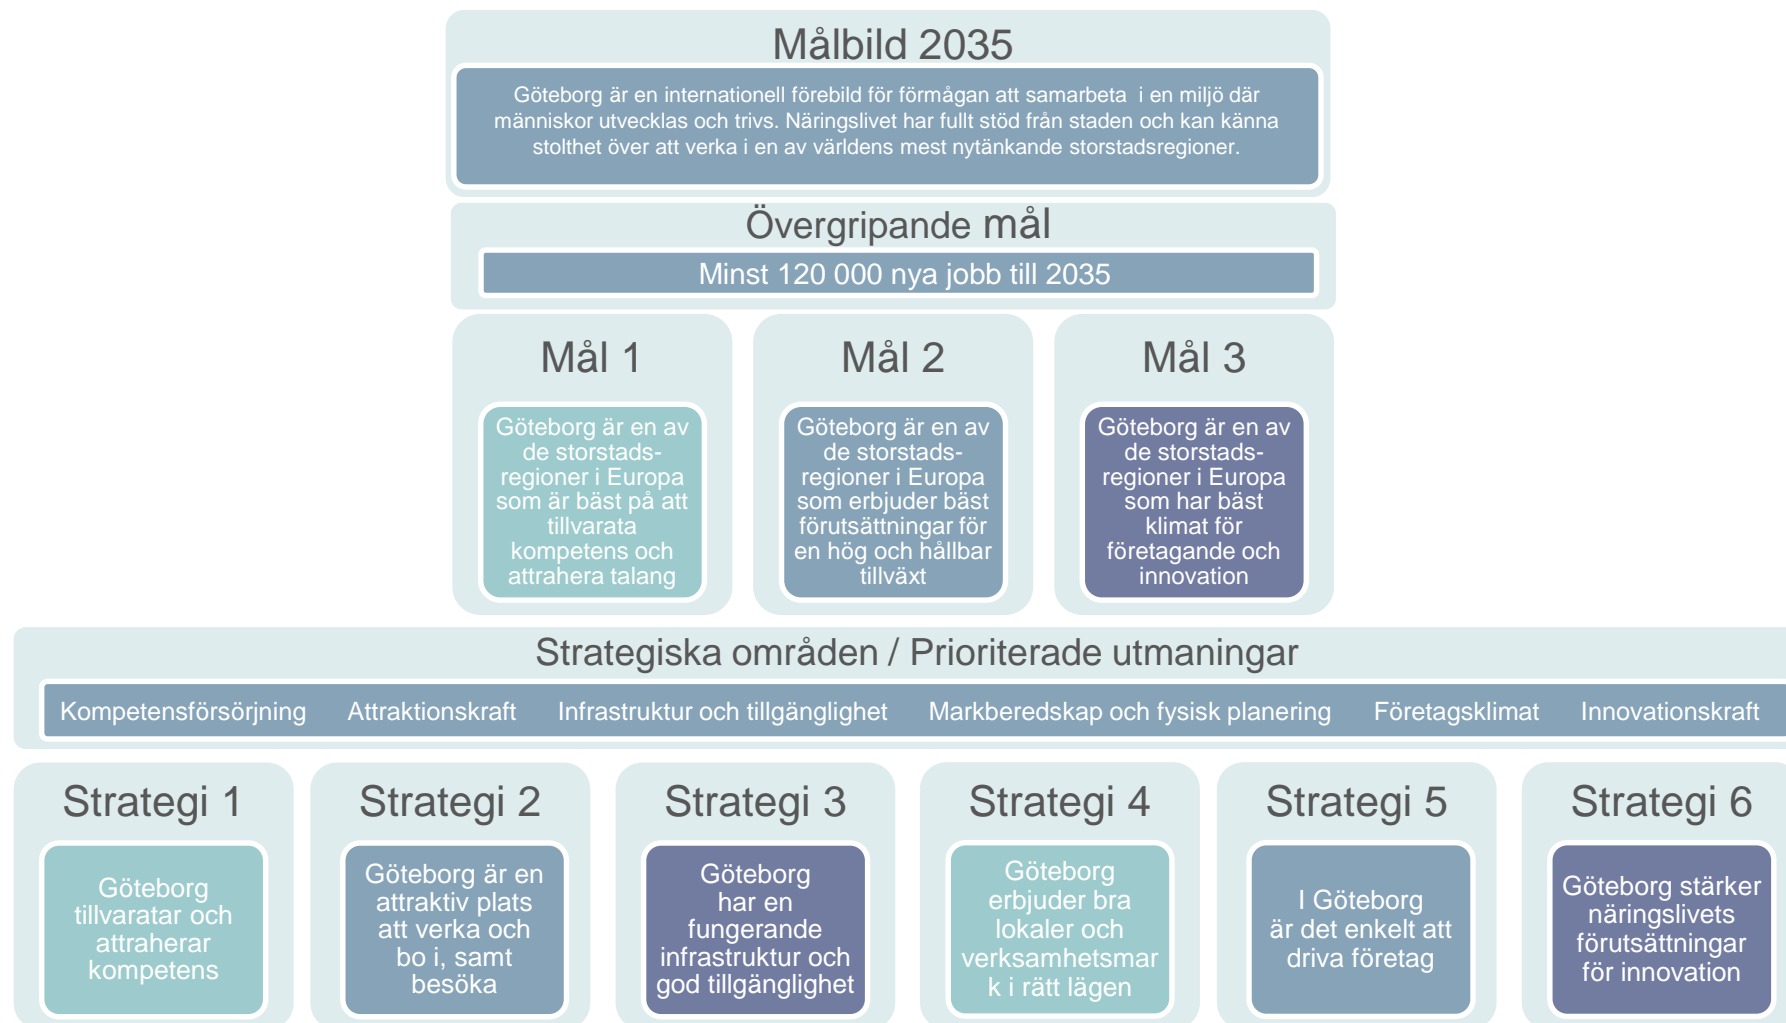 Målbild 2035
Göteborg är en internationell förebild för förmågan att samarbeta i en miljö där
människor utvecklas och trivs. Näringslivet har fullt stöd från staden och kan känna
stolthet över att verka i en av världens mest nytänkande storstadsregioner.
Övergripande mål
Minst 120 000 nya jobb till 2035
Mål 1
Göteborg är en av
de storstads-
regioner i Europa
som är bäst på att
tillvarata
kompetens och
attrahera talang
Mål 2
Göteborg är en av
de storstads-
regioner i Europa
som erbjuder bäst
förutsättningar för
en hög och hållbar
tillväxt
Mål 3
Göteborg är en av
de storstads-
regioner i Europa
som har bäst
klimat för
företagande och
innovation
Strategiska områden / Prioriterade utmaningar
Kompetensförsörjning Attraktionskraft Infrastruktur och tillgänglighet Markberedskap och fysisk planering Företagsklimat Innovationskraft
Strategi 1
Göteborg
tillvaratar och
attraherar
kompetens
Strategi 2
Göteborg är en
attraktiv plats
att verka och
bo i, samt
besöka
Strategi 3
Göteborg
har en
fungerande
infrastruktur och
god tillgänglighet
Strategi 4
Göteborg
erbjuder bra
lokaler och
verksamhetsmar
k i rätt lägen
Strategi 5
I Göteborg
är det enkelt att
driva företag
Strategi 6
Göteborg stärker
näringslivets
förutsättningar
för innovation